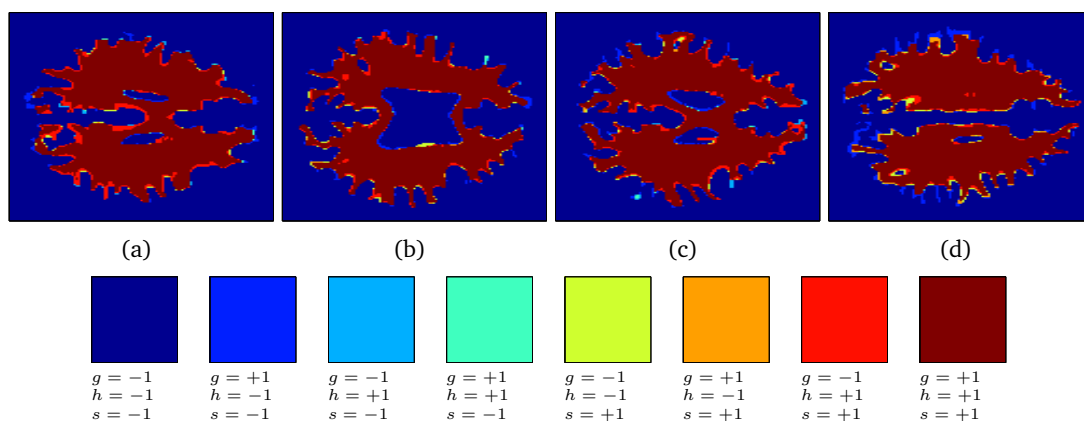 (a) (b) (c) (d)
g = −1 g = +1 g = −1 g = +1 g = −1 g = +1 g = −1 g = +1
h = −1 h = −1 h = +1 h = +1 h = −1 h = −1 h = +1 h = +1
s = −1 s = −1 s = −1 s = −1 s = +1 s = +1 s = +1 s = +1